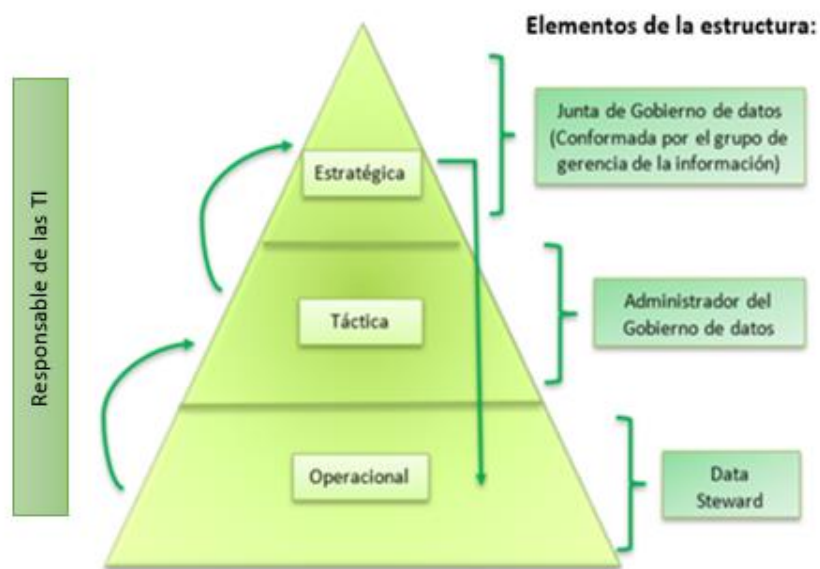 Elementos de la estructura:
Responsable de las TI
Estratégica
Junta de Gobierno de datos
(Conformada por el grupo de
gerencia de la información)
Táctica
Administrador del
Gobierno de datos
Operacional
Data
Steward